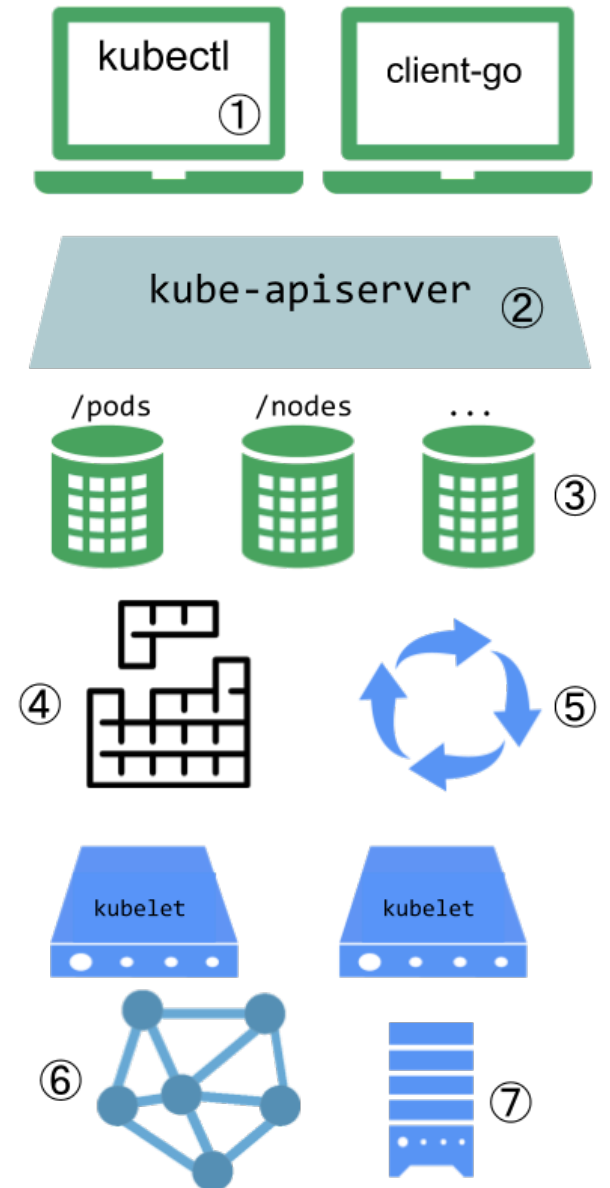 kubectl
①
client-go
kube-apiserver
②
/pods
/nodes
...
③
④
⑤
kubelet
kubelet
⑥
⑦